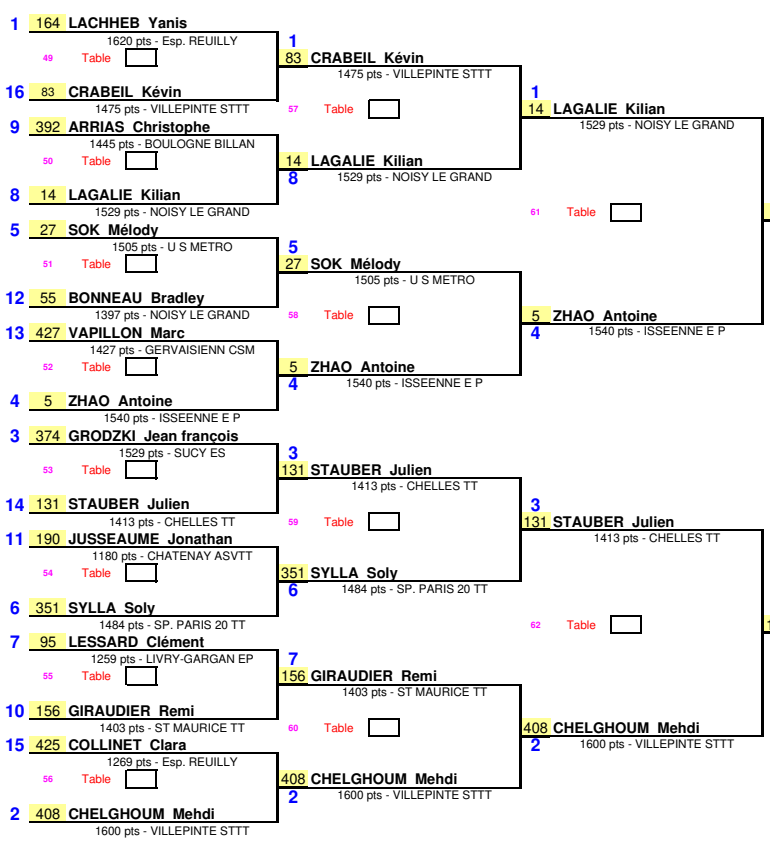 1 164 LACHHEB Yanis
1620 pts - Esp. REUILLY
49 Table
16 83 CRABEIL Kévin
1475 pts - VILLEPINTE STTT
9 392 ARRIAS Christophe
1445 pts - BOULOGNE BILLAN
50 Table
8 14 LAGALIE Kilian
1529 pts - NOISY LE GRAND
5 27 SOK Mélody
1505 pts - U S METRO
51 Table
12 55 BONNEAU Bradley
1397 pts - NOISY LE GRAND
13 427 VAPILLON Marc
1427 pts - GERVAISIENN CSM
52 Table
4 5 ZHAO Antoine
1540 pts - ISSEENNE E P
3 374 GRODZKI Jean françois
1529 pts - SUCY ES
53 Table
14 131 STAUBER Julien
1413 pts - CHELLES TT
11 190 JUSSEAUME Jonathan
1180 pts - CHATENAY ASVTT
54 Table
6 351 SYLLA Soly
1484 pts - SP. PARIS 20 TT
7 95 LESSARD Clément
1259 pts - LIVRY-GARGAN EP
55 Table
10 156 GIRAUDIER Remi
1403 pts - ST MAURICE TT
15 425 COLLINET Clara
1269 pts - Esp. REUILLY
56 Table
2 408 CHELGHOUM Mehdi
1600 pts - VILLEPINTE STTT
1
83 CRABEIL Kévin
1475 pts - VILLEPINTE STTT
57 Table
14 LAGALIE Kilian
8 1529 pts - NOISY LE GRAND
5
27 SOK Mélody
1505 pts - U S METRO
58 Table
5 ZHAO Antoine
4 1540 pts - ISSEENNE E P
3
131 STAUBER Julien
1413 pts - CHELLES TT
59 Table
351 SYLLA Soly
6 1484 pts - SP. PARIS 20 TT
7
156 GIRAUDIER Remi
1403 pts - ST MAURICE TT
60 Table
408 CHELGHOUM Mehdi
2 1600 pts - VILLEPINTE STTT
1
14 LAGALIE Kilian
1529 pts - NOISY LE GRAND
61 Table
5 ZHAO Antoine
4 1540 pts - ISSEENNE E P
3
131 STAUBER Julien
1413 pts - CHELLES TT
62 Table
408 CHELGHOUM Mehdi
2 1600 pts - VILLEPINTE STTT